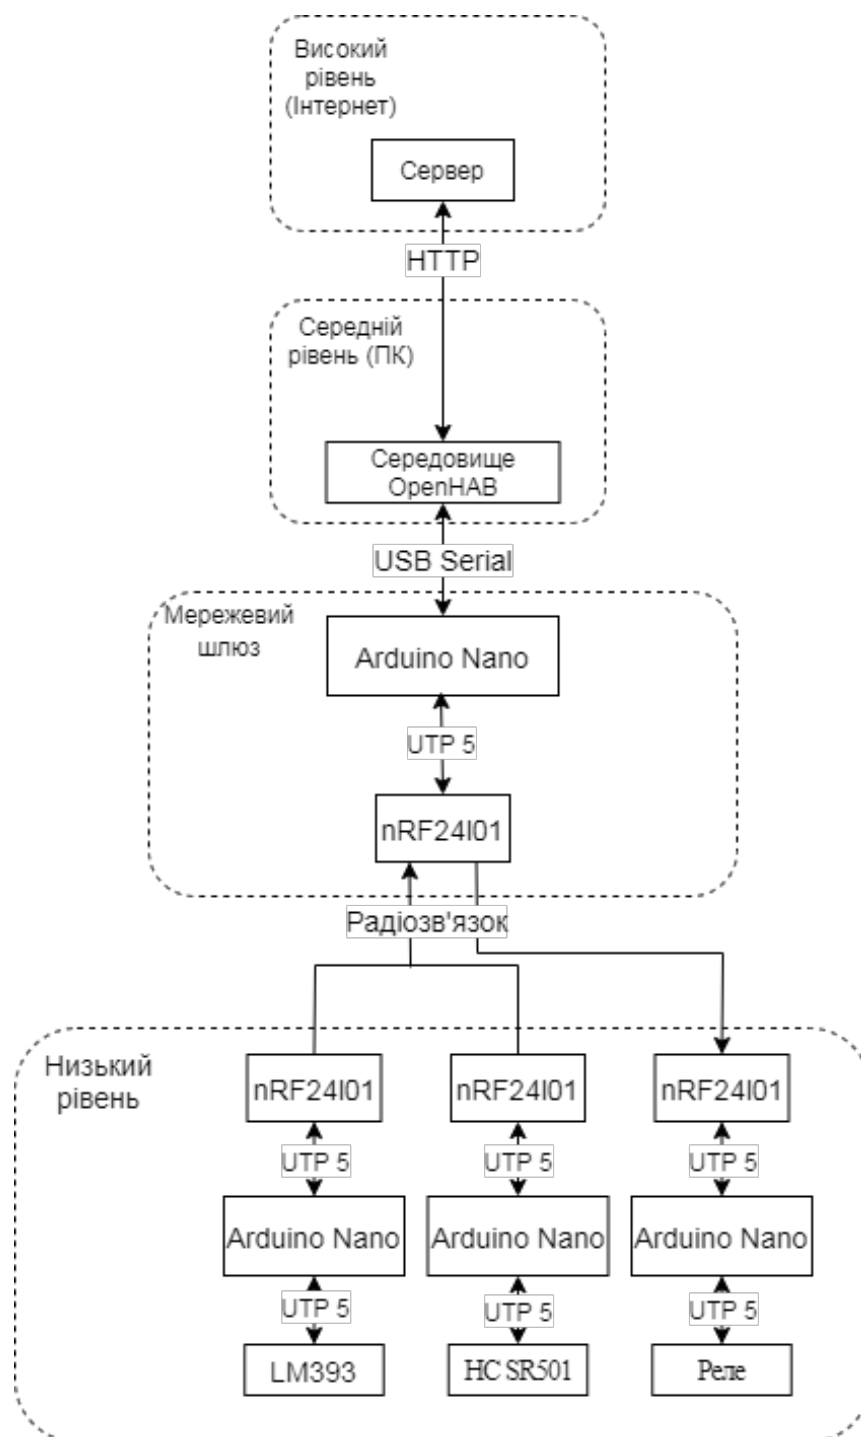 Високий
рівень
(Інтернет)
Сервер
HTTP
Середній
рівень (ПК)
Середовище
OpenHAB
USB Serial
Мережевий
шлюз
Arduino Nano
UTP 5
nRF24l01
Радіозв'язок
Низький
рівень
nRF24l01
nRF24l01
nRF24l01
UTP 5
UTP 5
UTP 5
Arduino Nano
Arduino Nano
Arduino Nano
UTP 5
UTP 5
UTP 5
LM393
HC SR501
Реле